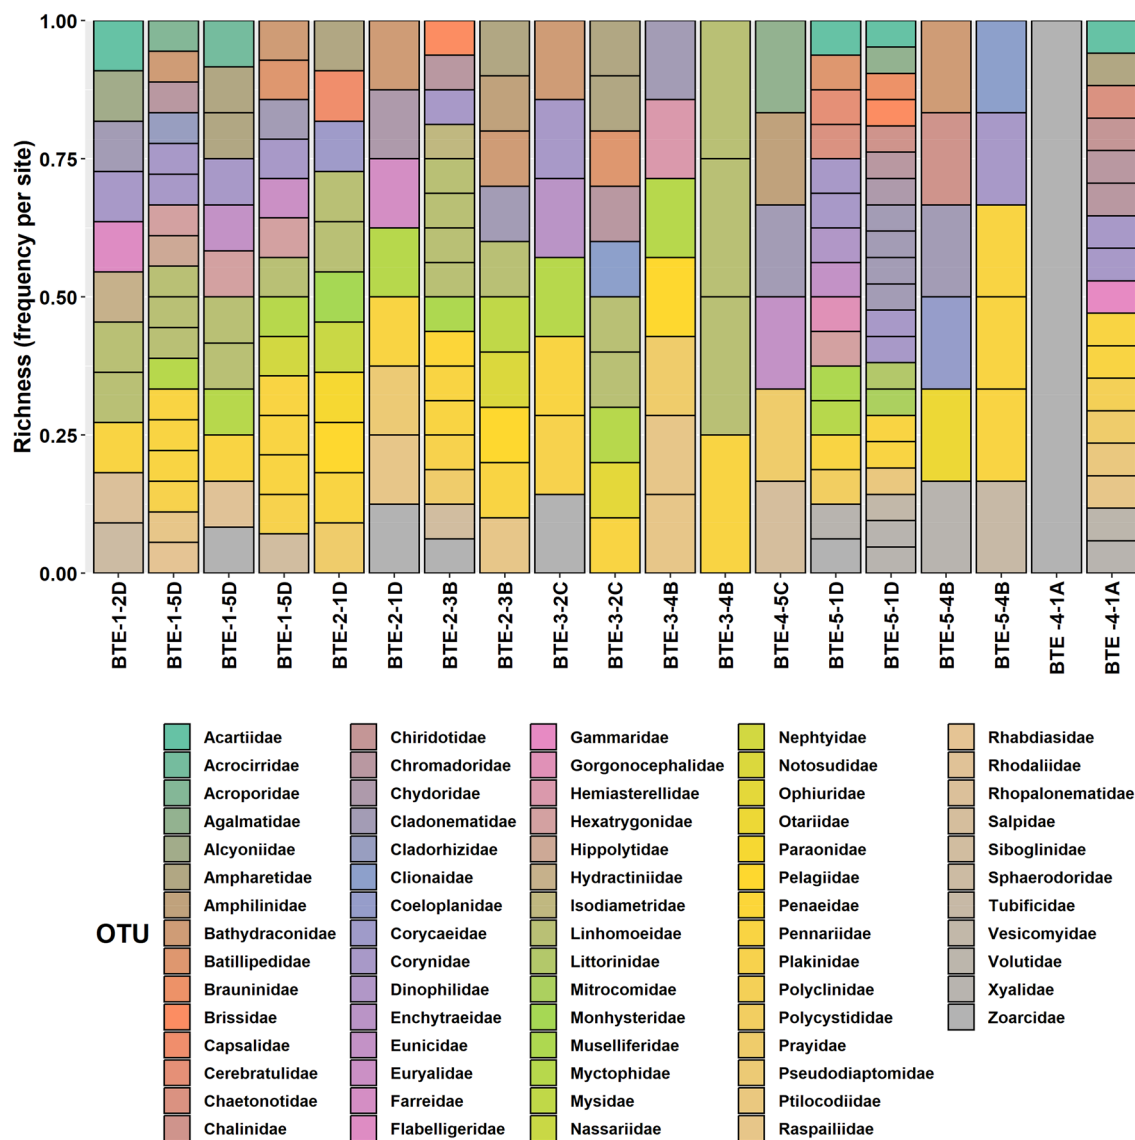 1.00
0.75
0.50
0.25
0.00
Richness (frequency per site)
BTE-1-2D
BTE-1-5D
BTE-1-5D
BTE-1-5D
BTE-2-1D
BTE-2-1D
BTE-2-3B
BTE-2-3B
BTE-3-2C
BTE-3-2C
BTE-3-4B
BTE-3-4B
BTE-4-5C
BTE-5-1D
BTE-5-1D
BTE-5-4B
BTE-5-4B
BTE -4-1A
BTE -4-1A
OTU
Acartiidae
Acrocirridae
Acroporidae
Agalmatidae
Alcyoniidae
Ampharetidae
Amphilinidae
Bathydraconidae
Batillipedidae
Brauninidae
Brissidae
Capsalidae
Cerebratulidae
Chaetonotidae
Chalinidae
Chiridotidae
Chromadoridae
Chydoridae
Cladonematidae
Cladorhizidae
Clionaidae
Coeloplanidae
Corycaeidae
Corynidae
Dinophilidae
Enchytraeidae
Eunicidae
Euryalidae
Farreidae
Flabelligeridae
Gammaridae
Gorgonocephalidae
Hemiasterellidae
Hexatrygonidae
Hippolytidae
Hydractiniidae
Isodiametridae
Linhomoeidae
Littorinidae
Mitrocomidae
Monhysteridae
Muselliferidae
Myctophidae
Mysidae
Nassariidae
Nephtyidae
Notosudidae
Ophiuridae
Otariidae
Paraonidae
Pelagiidae
Penaeidae
Pennariidae
Plakinidae
Polyclinidae
Polycystididae
Prayidae
Pseudodiaptomidae
Ptilocodiidae
Raspailiidae
Rhabdiasidae
Rhodaliidae
Rhopalonematidae
Salpidae
Siboglinidae
Sphaerodoridae
Tubificidae
Vesicomyidae
Volutidae
Xyalidae
Zoarcidae